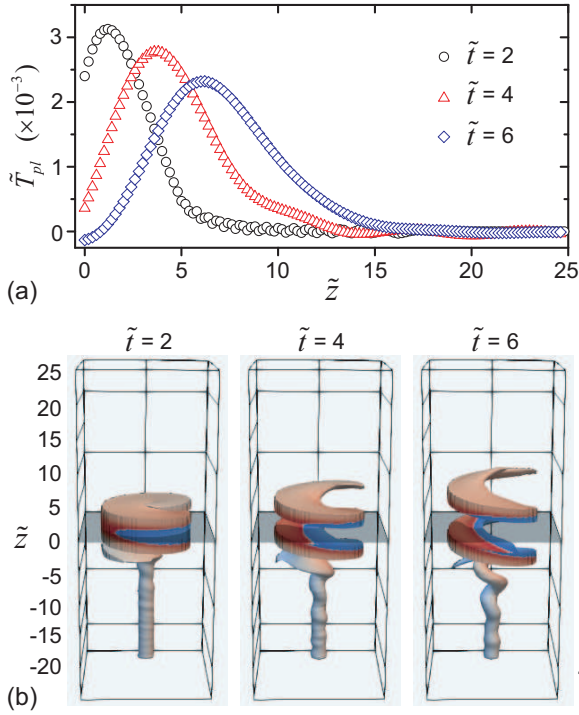 3
2
1
0
T̃pl (×10⁻³)
t̃ = 2
t̃ = 4
t̃ = 6
0 5 10 15 20 25
z̃
(a)
t̃ = 2 t̃ = 4 t̃ = 6
25
20
15
10
5
0
-5
-10
-15
-20
z̃
(b)